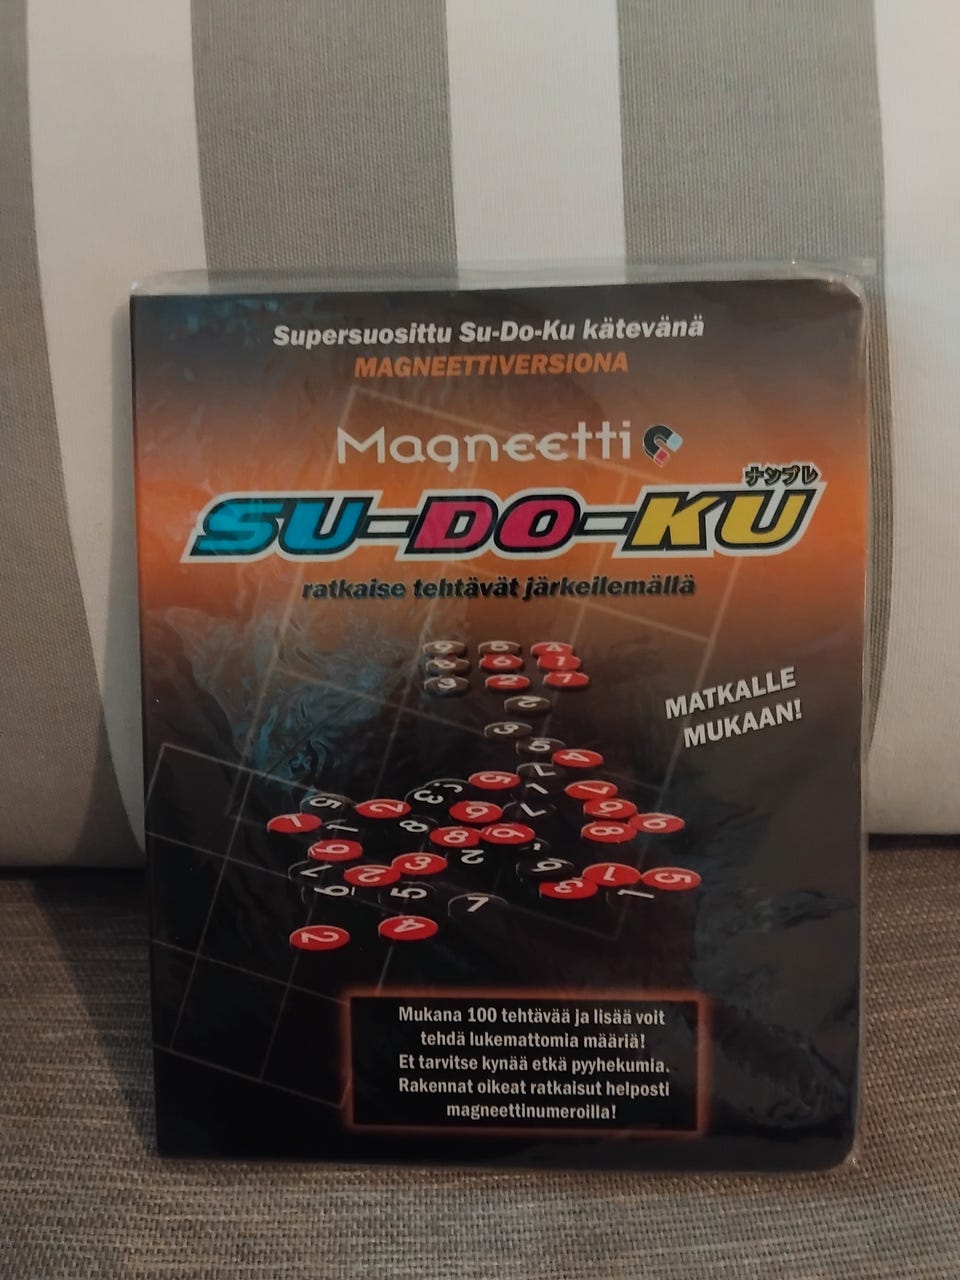 Supersuosittu Su-Do-Ku kätevänä
MAGNEETTIVERSIONA
Magneetti
ナンプレ
SU-DO-KU
ratkaise tehtävät järkeilemällä
MATKALLE
MUKAAN!
Mukana 100 tehtävää ja lisää voit
tehdä lukemattomia määriä!
Et tarvitse kynää etkä pyyhekumia.
Rakennat oikeat ratkaisut helposti
magneettinumeroilla!